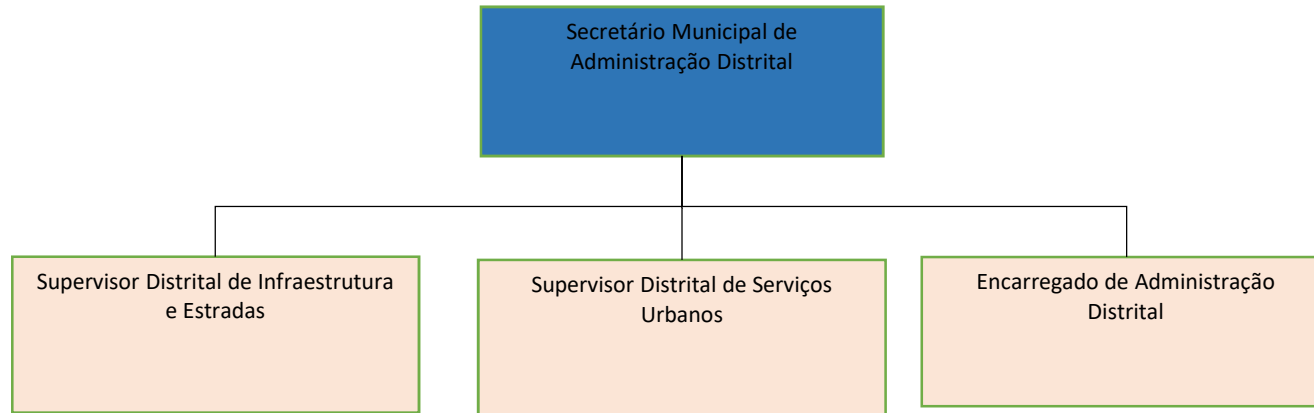 Secretário Municipal de
Administração Distrital
Supervisor Distrital de Infraestrutura
e Estradas
Supervisor Distrital de Serviços
Urbanos
Encarregado de Administração
Distrital